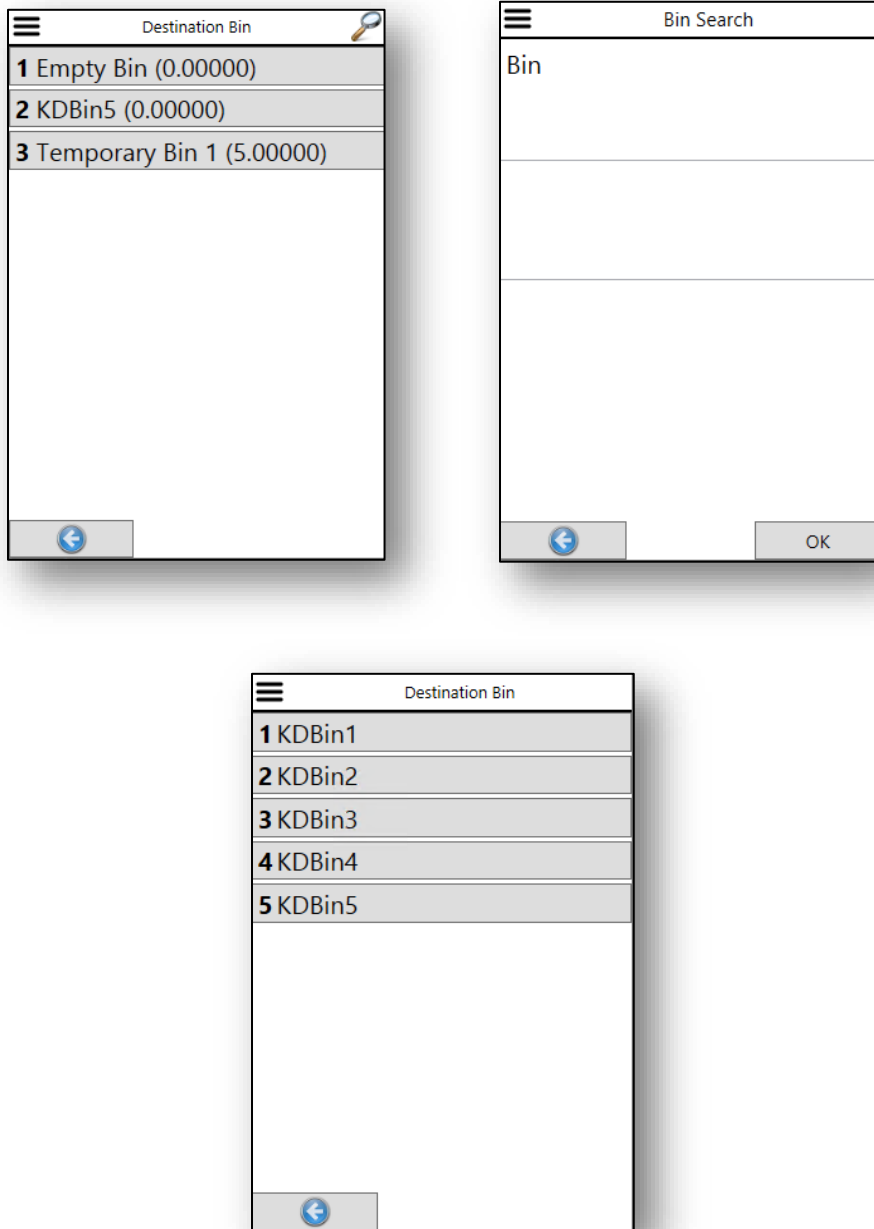 Destination Bin
1 Empty Bin (0.00000)
2 KDBin5 (0.00000)
3 Temporary Bin 1 (5.00000)
Bin Search
Bin
OK
Destination Bin
1 KDBin1
2 KDBin2
3 KDBin3
4 KDBin4
5 KDBin5